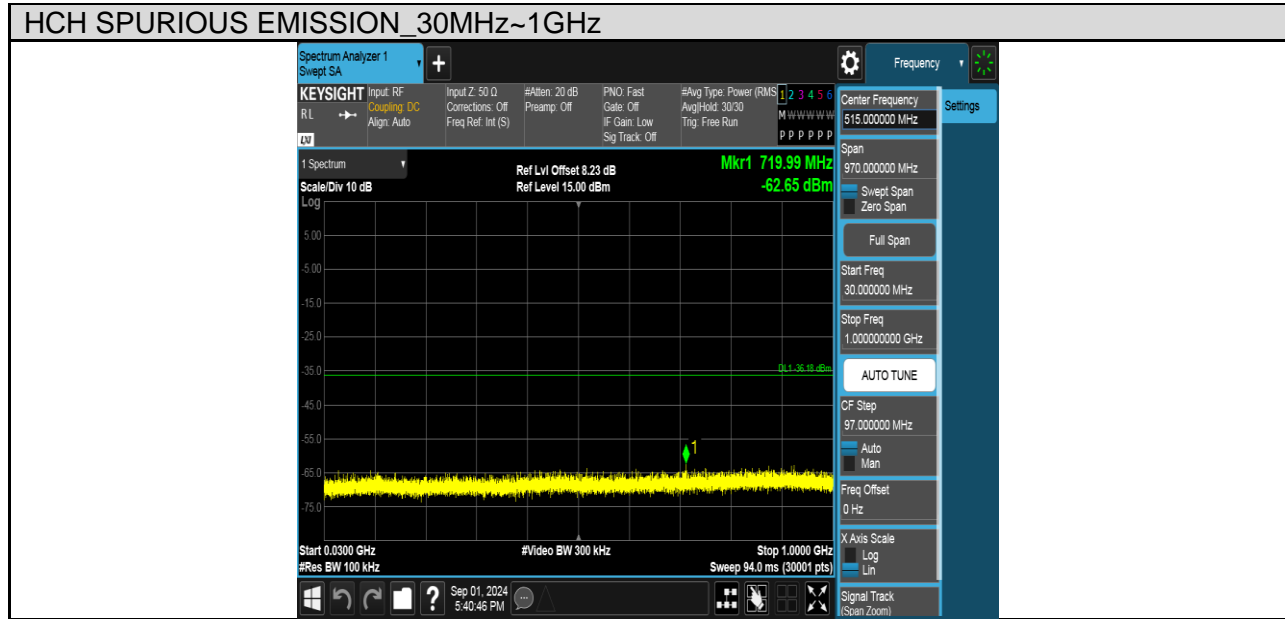 HCH SPURIOUS EMISSION_30MHz~1GHz
Spectrum Analyzer 1
Swept SA
+
Frequency
KEYSIGHT
RL
LXI
Input: RF
Coupling: DC
Align: Auto
Input Z: 50 Ω
Corrections: Off
Freq Ref: Int (S)
#Atten: 20 dB
Preamp: Off
PNO: Fast
Gate: Off
IF Gain: Low
Sig Track: Off
#Avg Type: Power (RMS
Avg|Hold: 30/30
Trig: Free Run
1 2 3 4 5 6
M W W W W W
P P P P P P
1 Spectrum
Scale/Div 10 dB
Log
Ref Lvl Offset 8.23 dB
Ref Level 15.00 dBm
Mkr1 719.99 MHz
-62.65 dBm
5.00
-5.00
-15.0
-25.0
-35.0
-45.0
-55.0
-65.0
-75.0
DL1 -36.18 dBm
1
Start 0.0300 GHz
#Res BW 100 kHz
#Video BW 300 kHz
Stop 1.0000 GHz
Sweep 94.0 ms (30001 pts)
Center Frequency
515.000000 MHz
Settings
Span
970.000000 MHz
Swept Span
Zero Span
Full Span
Start Freq
30.000000 MHz
Stop Freq
1.000000000 GHz
AUTO TUNE
CF Step
97.000000 MHz
Auto
Man
Freq Offset
0 Hz
X Axis Scale
Log
Lin
Signal Track
(Span Zoom)
?
Sep 01, 2024
5:40:46 PM